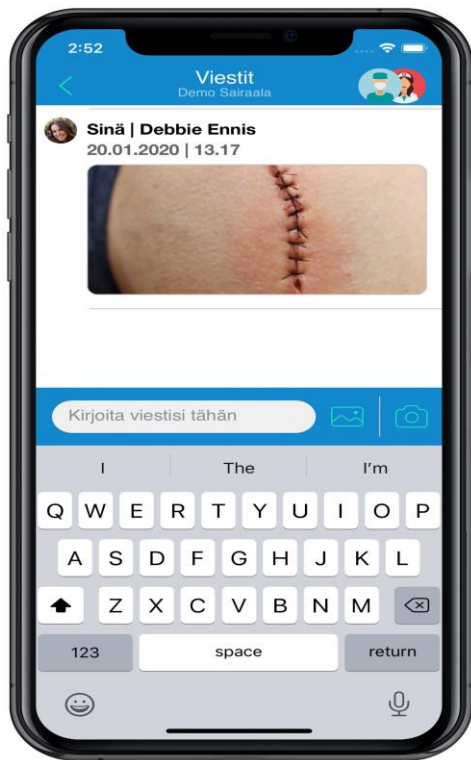 2:52
Viestit
Demo Sairaala
Sinä | Debbie Ennis
20.01.2020 | 13.17
Kirjoita viestisi tähän
I The I'm
Q W E R T Y U I O P
A S D F G H J K L
Z X C V B N M
123 space return